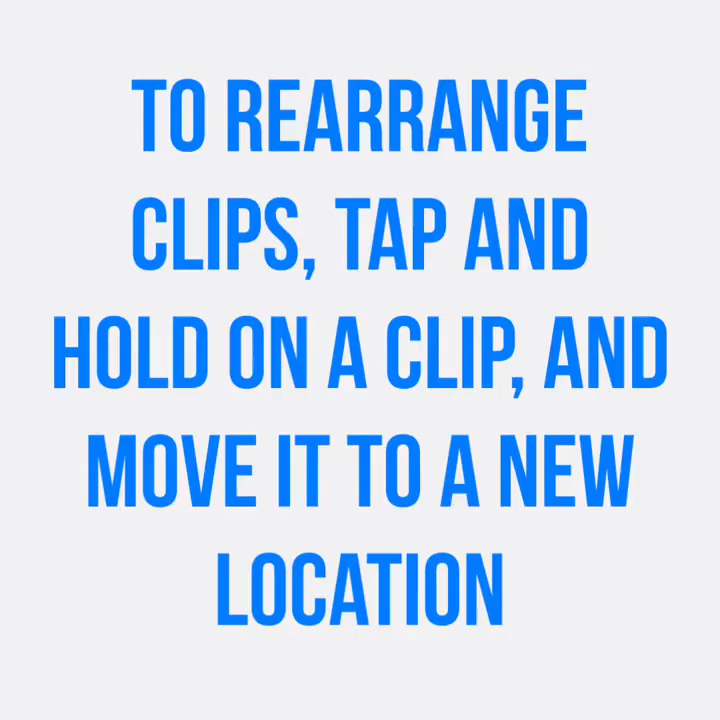 TO REARRANGE
CLIPS, TAP AND
HOLD ON A CLIP, AND
MOVE IT TO A NEW
LOCATION